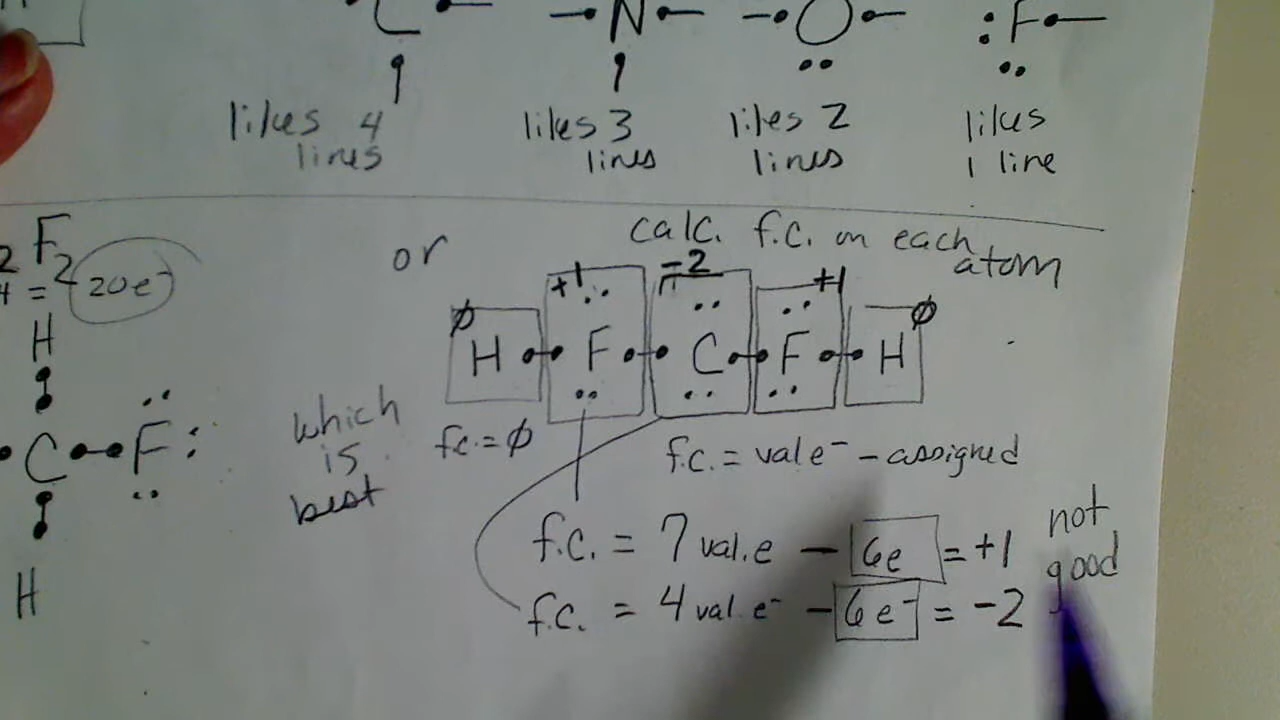 C N O F
likes 4 likes 3 likes 2 likes
lines lines lines 1 line
calc. f.c. on each
atom
F2
or
4 = 20e-
+1 -2 +1
∅ ∅
H F C F H
H
which
is
best
f.c. = ∅
f.c. = val e- - assigned
C F
f.c. = 7 val. e - 6e = +1
not
good
H
f.c. = 4 val. e- - 6e- = -2